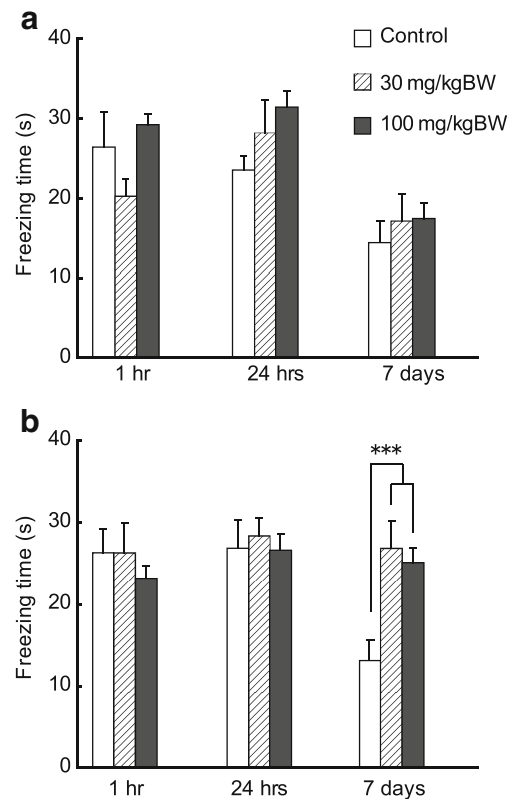 a
40
30
20
10
0
Freezing time (s)
Control
30 mg/kgBW
100 mg/kgBW
1 hr
24 hrs
7 days
b
40
30
20
10
0
Freezing time (s)
***
1 hr
24 hrs
7 days